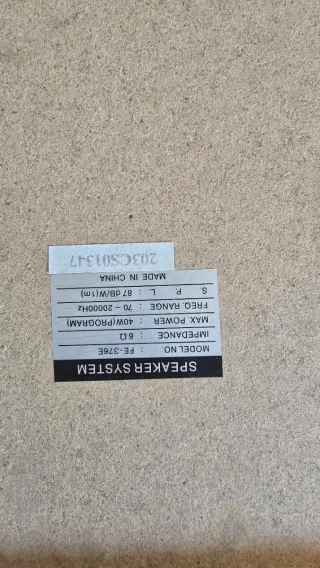 SPEAKER SYSTEM
MODEL NO. : FE-376E
IMPEDANCE : 6 Ω
MAX. POWER : 40W(PROGRAM)
FREQ. RANGE : 70 - 20000Hz
S. P. L. : 87 dB/W(1m)
MADE IN CHINA
203CS01347